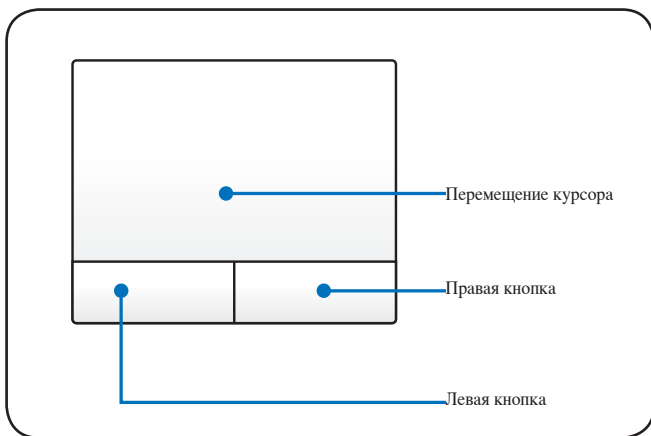 Перемещение курсора
Правая кнопка
Левая кнопка